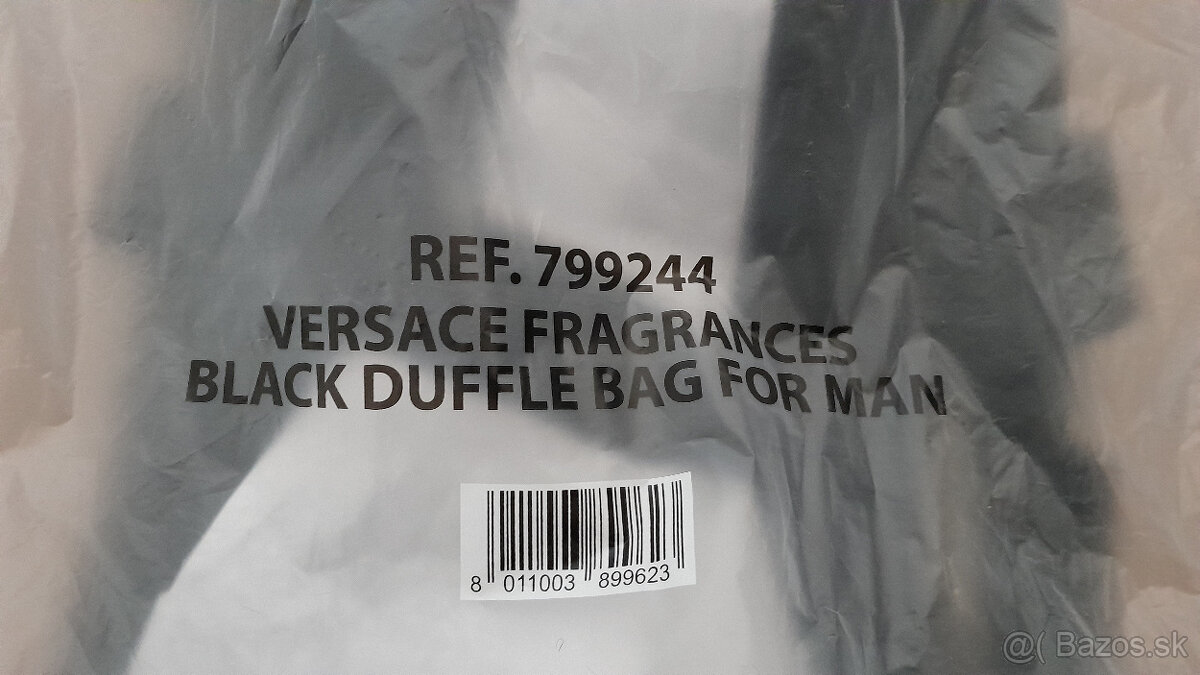 REF. 799244
VERSACE FRAGRANCES
BLACK DUFFLE BAG FOR MAN
8 011003 899623
@( Bazos.sk